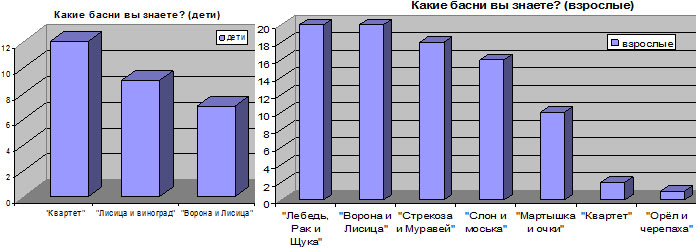 Какие басни вы знаете? (дети)
дети
12
10
8
6
4
2
0
"Квартет" "Лисица и виноград" "Ворона и Лисица"
Какие басни вы знаете? (взрослые)
взрослые
20
18
16
14
12
10
8
6
4
2
0
"Лебедь, Рак и Щука"
"Ворона и Лисица"
"Стрекоза и Муравей"
"Слон и моська"
"Мартышка и очки"
"Квартет"
"Орёл и черепаха"